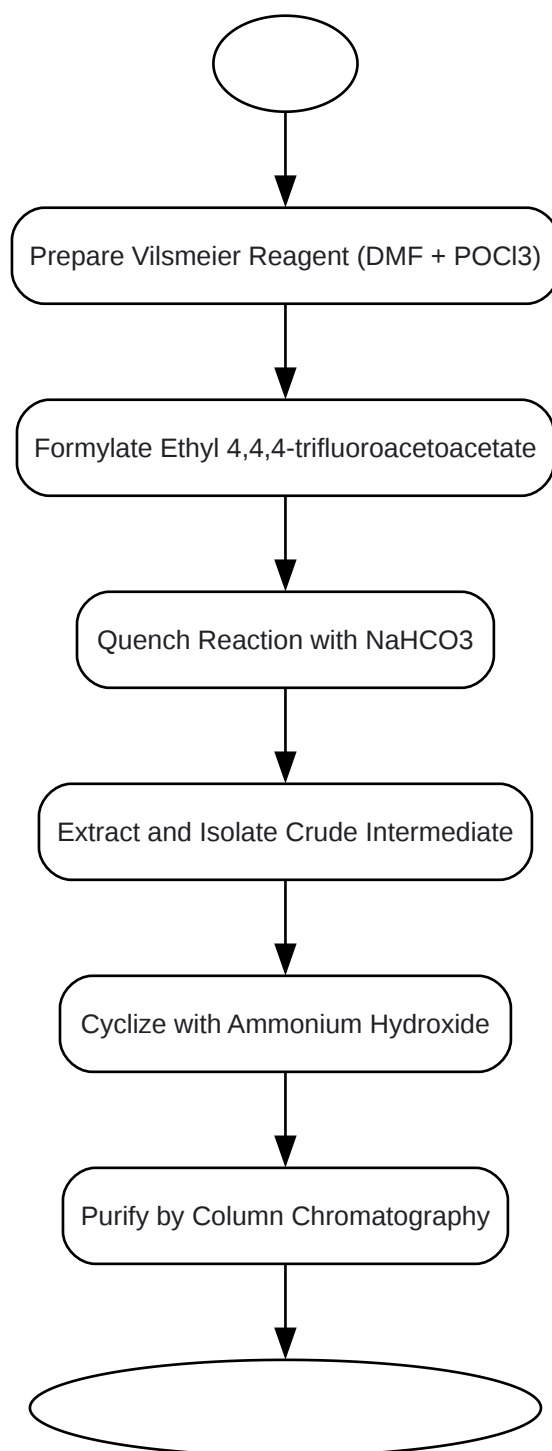 Prepare Vilsmeier Reagent (DMF + POCl3)
Formylate Ethyl 4,4,4-trifluoroacetoacetate
Quench Reaction with NaHCO3
Extract and Isolate Crude Intermediate
Cyclize with Ammonium Hydroxide
Purify by Column Chromatography